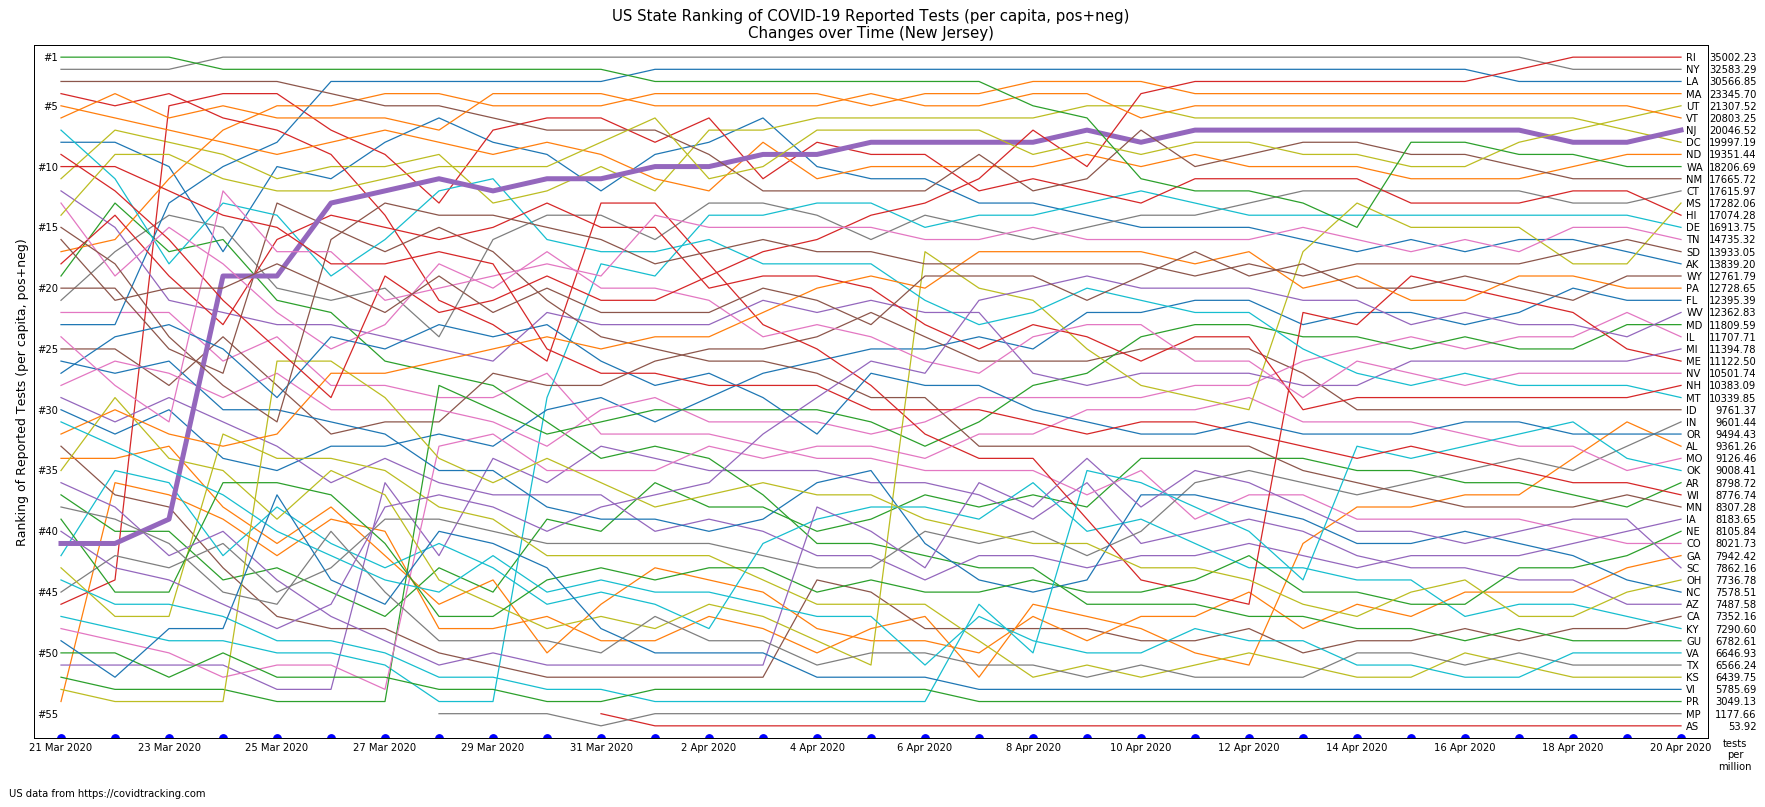 US State Ranking of COVID-19 Reported Tests (per capita, pos+neg)
Changes over Time (New Jersey)
Ranking of Reported Tests (per capita, pos+neg)
#1
#5
#10
#15
#20
#25
#30
#35
#40
#45
#50
#55
RI 35002.23
NY 32583.29
LA 30566.85
MA 23345.70
UT 21307.52
VT 20803.25
NJ 20046.52
DC 19997.19
ND 19351.44
WA 18206.69
NM 17665.72
CT 17615.97
MS 17282.06
HI 17074.28
DE 16913.75
TN 14735.32
SD 13933.05
AK 13839.20
WY 12761.79
PA 12728.65
FL 12395.39
WV 12362.83
MD 11809.59
IL 11707.71
MI 11394.78
ME 11122.50
NV 10501.74
NH 10383.09
MT 10339.85
ID 9761.37
IN 9601.44
OR 9494.43
AL 9361.26
MO 9126.46
OK 9008.41
AR 8798.72
WI 8776.74
MN 8307.28
IA 8183.65
NE 8105.84
CO 8021.73
GA 7942.42
SC 7862.16
OH 7736.78
NC 7578.51
AZ 7487.58
CA 7352.16
KY 7290.60
GU 6782.61
VA 6646.93
TX 6566.24
KS 6439.75
VI 5785.69
PR 3049.13
MP 1177.66
AS 53.92
21 Mar 2020 23 Mar 2020 25 Mar 2020 27 Mar 2020 29 Mar 2020 31 Mar 2020 2 Apr 2020 4 Apr 2020 6 Apr 2020 8 Apr 2020 10 Apr 2020 12 Apr 2020 14 Apr 2020 16 Apr 2020 18 Apr 2020 20 Apr 2020
tests
per
million
US data from https://covidtracking.com